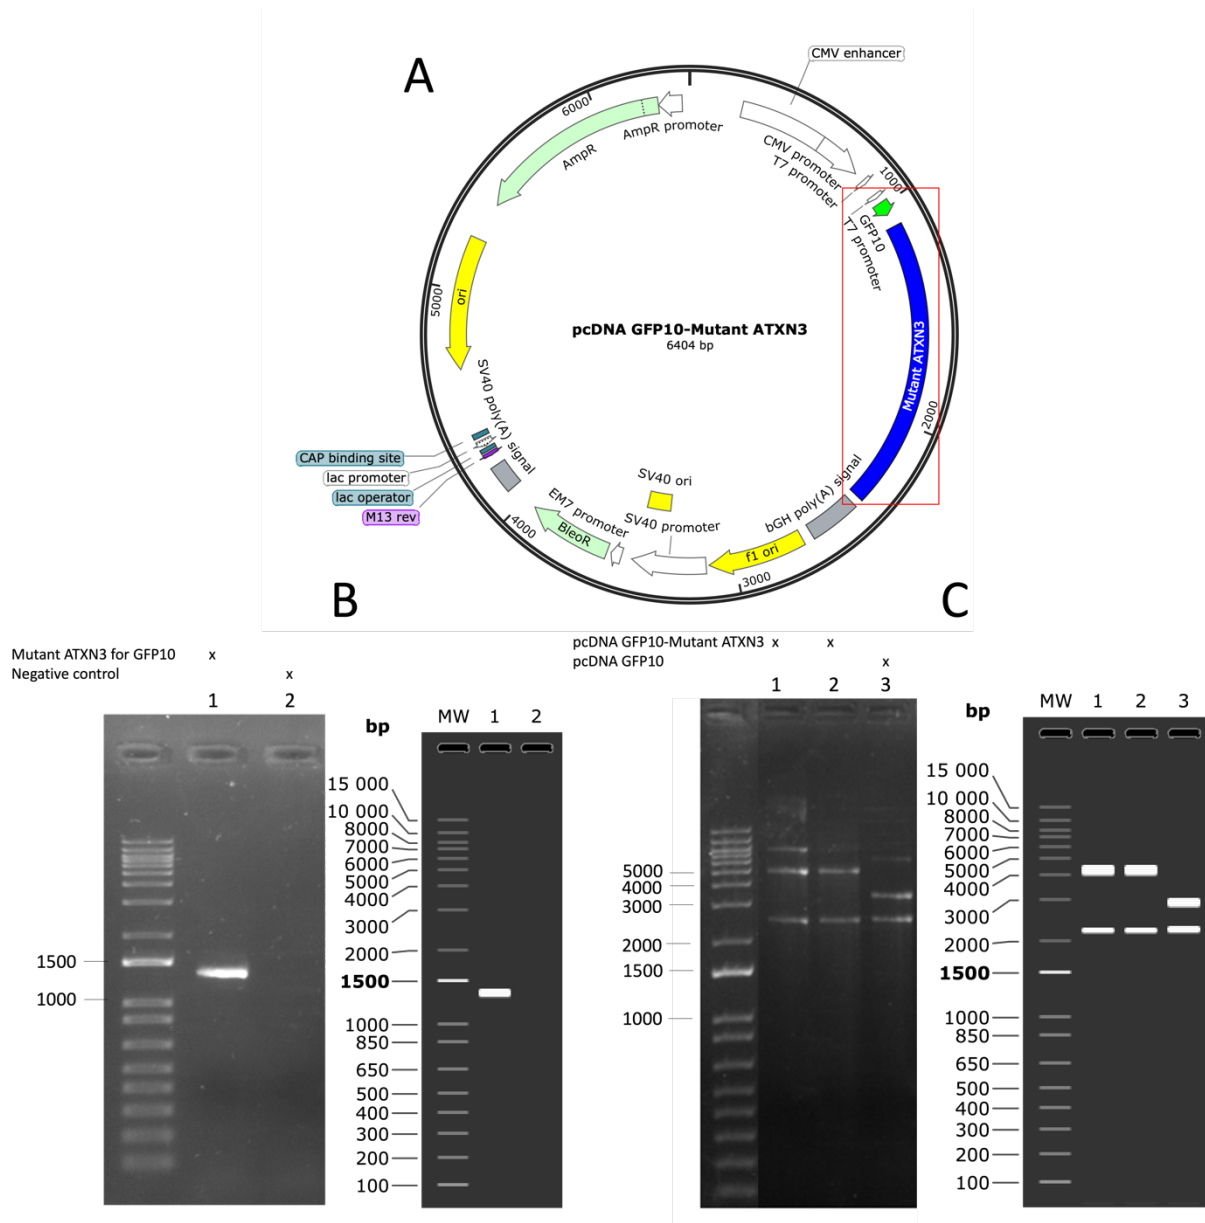 A
CMV enhancer
6000
AmpR promoter
AmpR
CMV promoter
T7 promoter
1000
GFP10
T7 promoter
5000
ori
pcDNA GFP10-Mutant ATXN3
6404 bp
Mutant ATXN3
2000
SV40 poly(A) signal
CAP binding site
lac promoter
lac operator
M13 rev
4000
EM7 promoter
BleoR
SV40 ori
SV40 promoter
bGH poly(A) signal
f1 ori
3000
B
C
Mutant ATXN3 for GFP10 x
Negative control x
1 2
1500
1000
bp
MW 1 2
15 000
10 000
8000
7000
6000
5000
4000
3000
2000
1500
1000
850
650
500
400
300
200
100
pcDNA GFP10-Mutant ATXN3 x x
pcDNA GFP10 x
1 2 3
5000
4000
3000
2000
1500
1000
bp
MW 1 2 3
15 000
10 000
8000
7000
6000
5000
4000
3000
2000
1500
1000
850
650
500
400
300
200
100